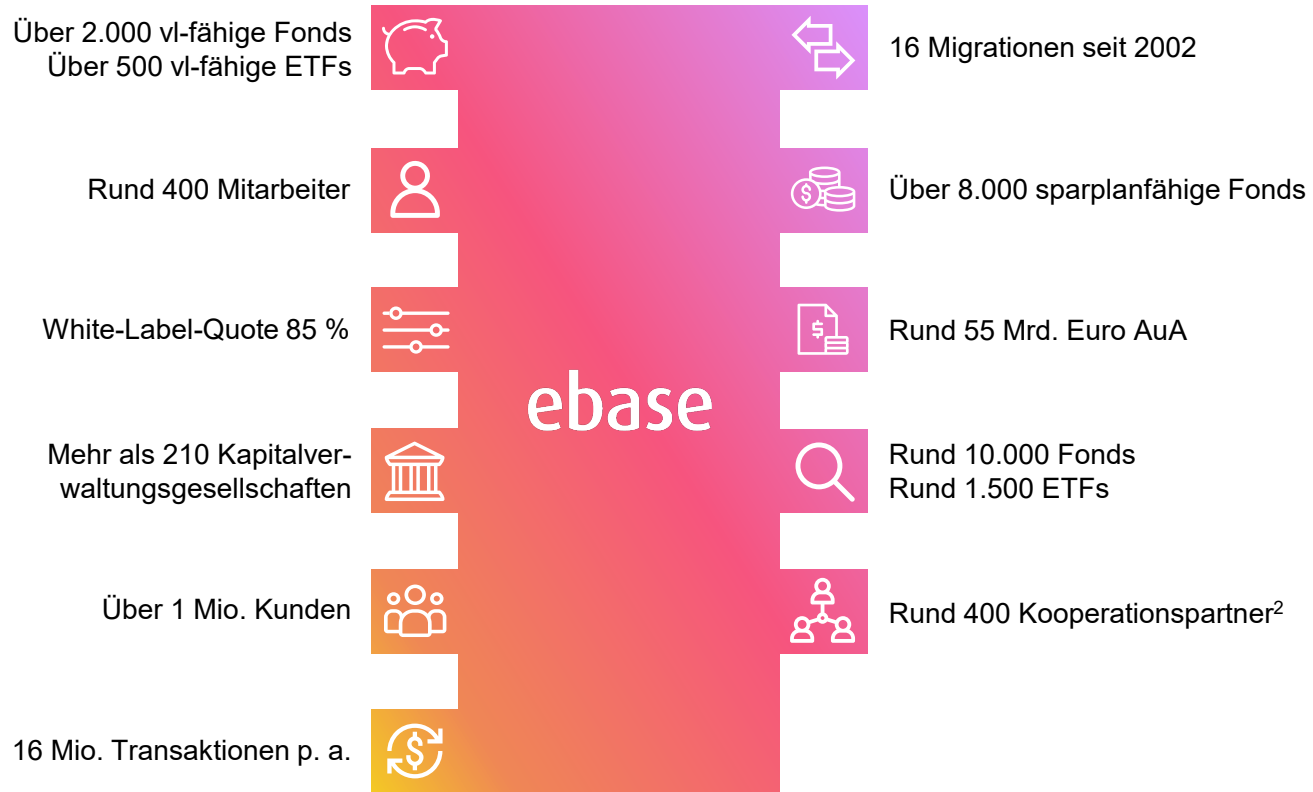 Über 2.000 vl-fähige Fonds
Über 500 vl-fähige ETFs
Rund 400 Mitarbeiter
White-Label-Quote 85 %
Mehr als 210 Kapitalver-
waltungsgesellschaften
Über 1 Mio. Kunden
16 Mio. Transaktionen p. a.
ebase
16 Migrationen seit 2002
Über 8.000 sparplanfähige Fonds
Rund 55 Mrd. Euro AuA
Rund 10.000 Fonds
Rund 1.500 ETFs
Rund 400 Kooperationspartner²